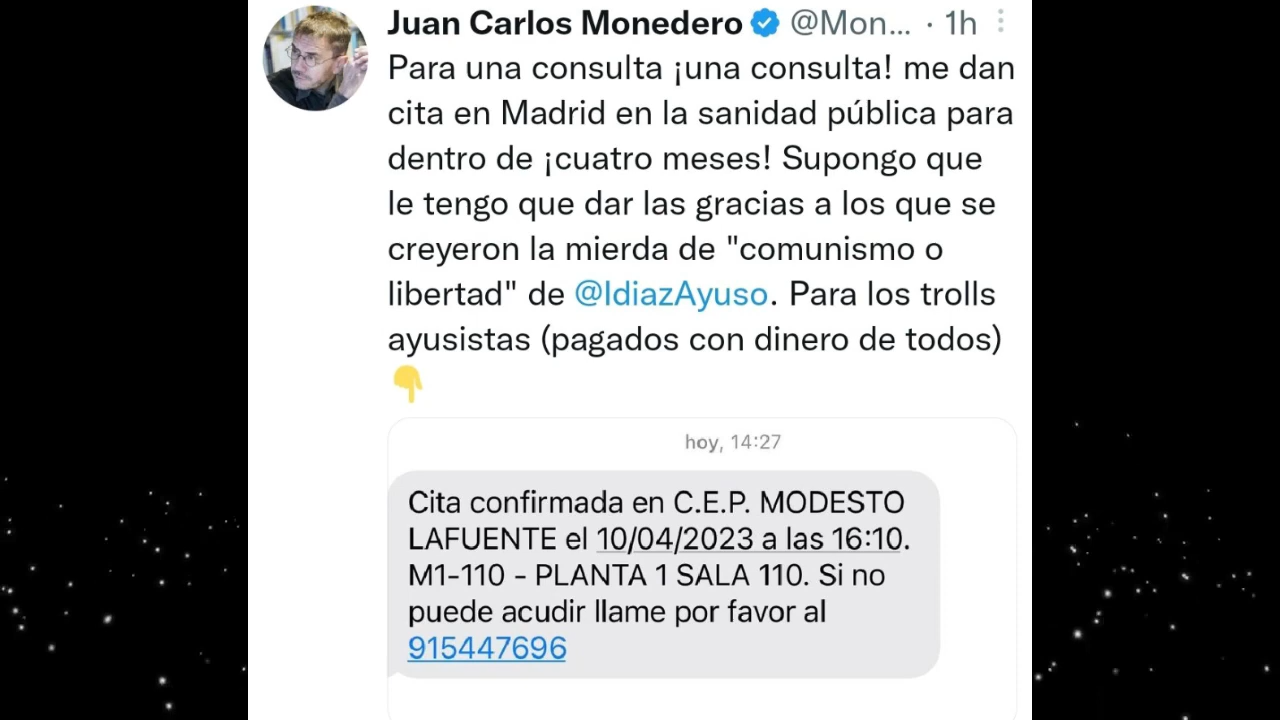 Juan Carlos Monedero @Mon... · 1h
Para una consulta ¡una consulta! me dan
cita en Madrid en la sanidad pública para
dentro de ¡cuatro meses! Supongo que
le tengo que dar las gracias a los que se
creyeron la mierda de "comunismo o
libertad" de @IdiazAyuso. Para los trolls
ayusistas (pagados con dinero de todos)
👇
hoy, 14:27
Cita confirmada en C.E.P. MODESTO
LAFUENTE el 10/04/2023 a las 16:10.
M1-110 - PLANTA 1 SALA 110. Si no
puede acudir llame por favor al
915447696